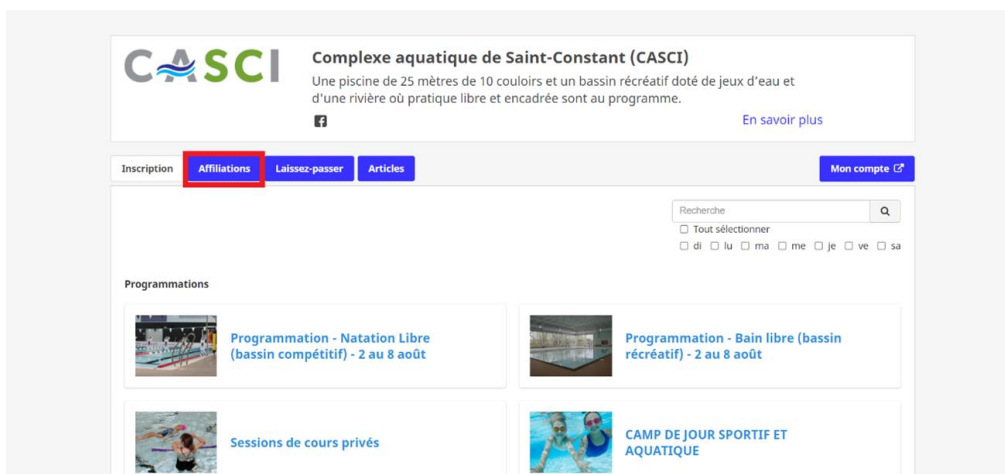 CASCI
Complexe aquatique de Saint-Constant (CASCI)
Une piscine de 25 mètres de 10 couloirs et un bassin récréatif doté de jeux d'eau et
d'une rivière où pratique libre et encadrée sont au programme.
En savoir plus
Inscription Affiliations Laissez-passer Articles Mon compte
Recherche
Tout sélectionner
di lu ma me je ve sa
Programmations
Programmation - Natation Libre
(bassin compétitif) - 2 au 8 août
Programmation - Bain libre (bassin
récréatif) - 2 au 8 août
Sessions de cours privés
CAMP DE JOUR SPORTIF ET
AQUATIQUE